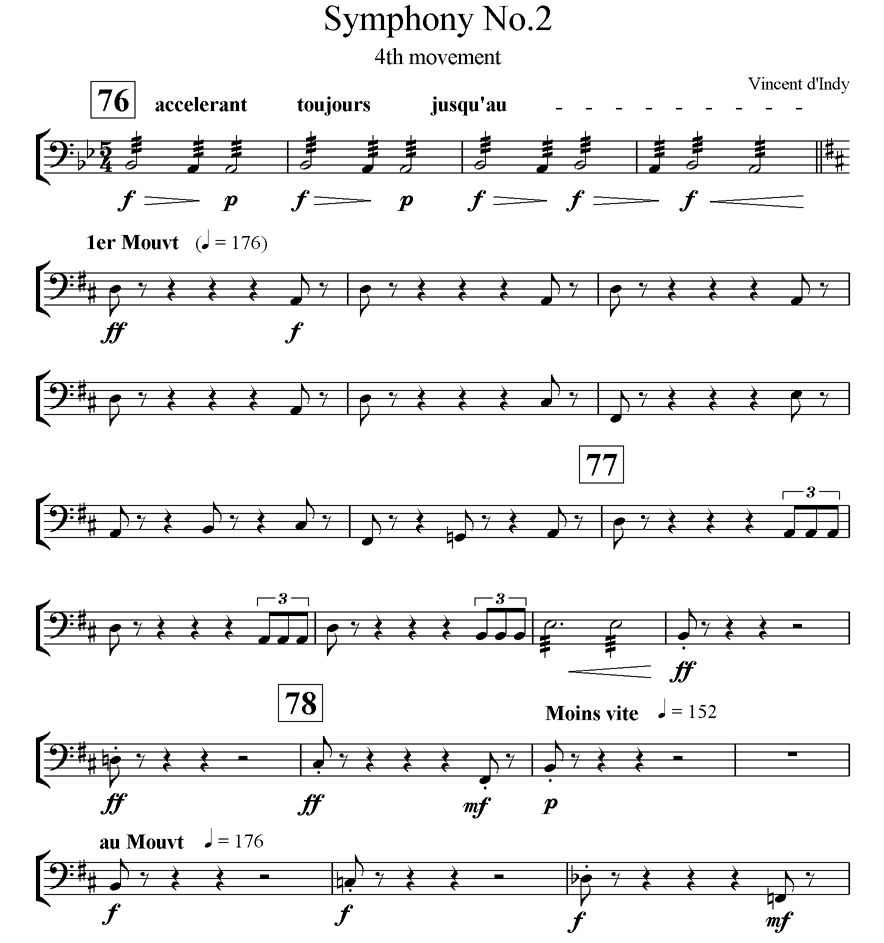 Symphony No.2
4th movement
Vincent d'Indy
76 accelerant toujours jusqu'au - - - - - - - - -
5
4
f p f p f f f
1er Mouvt (♩ = 176)
ff f
77
3
3 3
ff
78
Moins vite ♩ = 152
ff ff mf p
au Mouvt ♩ = 176
f f f mf